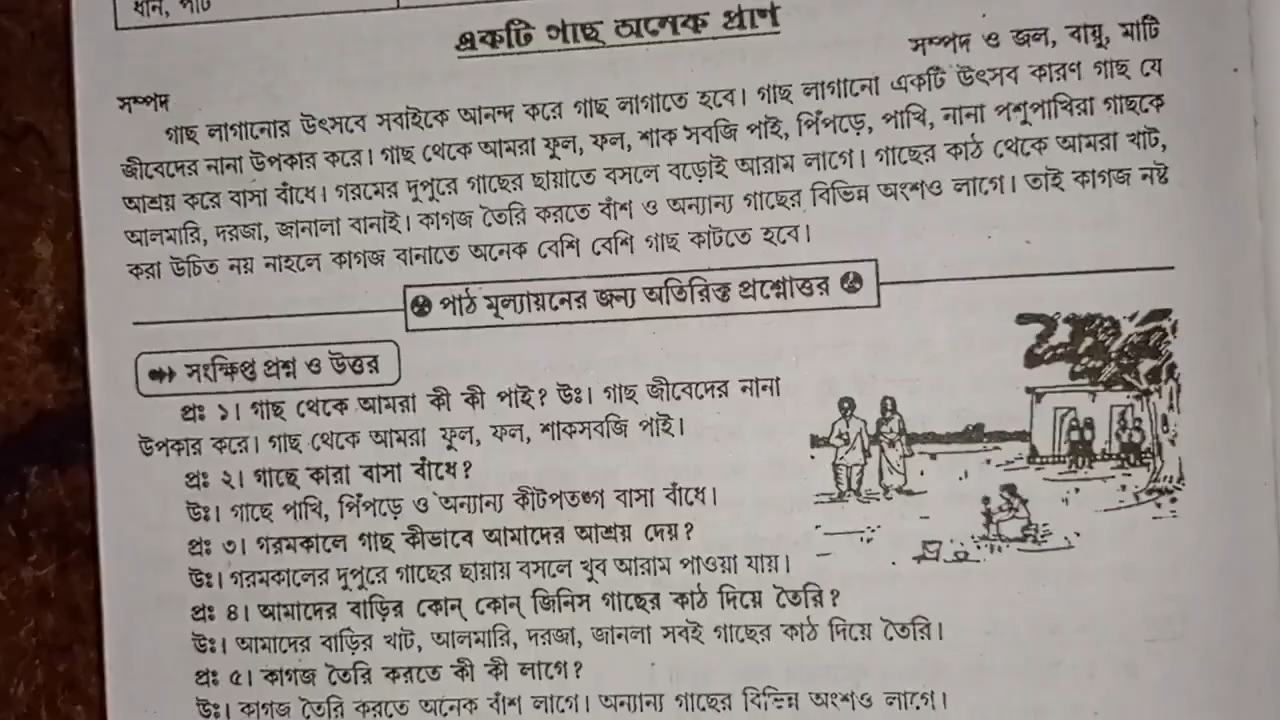 ধান, পাট
একটি গাছ অনেক প্রাণ
সম্পদ ও জল, বায়ু, মাটি
সম্পদ
গাছ লাগানোর উৎসবে সবাইকে আনন্দ করে গাছ লাগাতে হবে। গাছ লাগানো একটি উৎসব কারণ গাছ যে
জীবেদের নানা উপকার করে। গাছ থেকে আমরা ফুল, ফল, শাক সবজি পাই, পিঁপড়ে, পাখি, নানা পশুপাখিরা গাছকে
আশ্রয় করে বাসা বাঁধে। গরমের দুপুরে গাছের ছায়াতে বসলে বড়োই আরাম লাগে। গাছের কাঠ থেকে আমরা খাট,
আলমারি, দরজা, জানালা বানাই। কাগজ তৈরি করতে বাঁশ ও অন্যান্য গাছের বিভিন্ন অংশও লাগে। তাই কাগজ নষ্ট
করা উচিত নয় নাহলে কাগজ বানাতে অনেক বেশি বেশি গাছ কাটতে হবে।
পাঠ মূল্যায়নের জন্য অতিরিক্ত প্রশ্নোত্তর
সংক্ষিপ্ত প্রশ্ন ও উত্তর
প্রঃ ১। গাছ থেকে আমরা কী কী পাই? উঃ। গাছ জীবেদের নানা
উপকার করে। গাছ থেকে আমরা ফুল, ফল, শাকসবজি পাই।
প্রঃ ২। গাছে কারা বাসা বাঁধে?
উঃ। গাছে পাখি, পিঁপড়ে ও অন্যান্য কীটপতঙ্গ বাসা বাঁধে।
প্রঃ ৩। গরমকালে গাছ কীভাবে আমাদের আশ্রয় দেয়?
উঃ। গরমকালের দুপুরে গাছের ছায়ায় বসলে খুব আরাম পাওয়া যায়।
প্রঃ ৪। আমাদের বাড়ির কোন্ কোন্ জিনিস গাছের কাঠ দিয়ে তৈরি?
উঃ। আমাদের বাড়ির খাট, আলমারি, দরজা, জানলা সবই গাছের কাঠ দিয়ে তৈরি।
প্রঃ ৫। কাগজ তৈরি করতে কী কী লাগে?
উঃ। কাগজ তৈরি করতে অনেক বাঁশ লাগে। অন্যান্য গাছের বিভিন্ন অংশও লাগে।